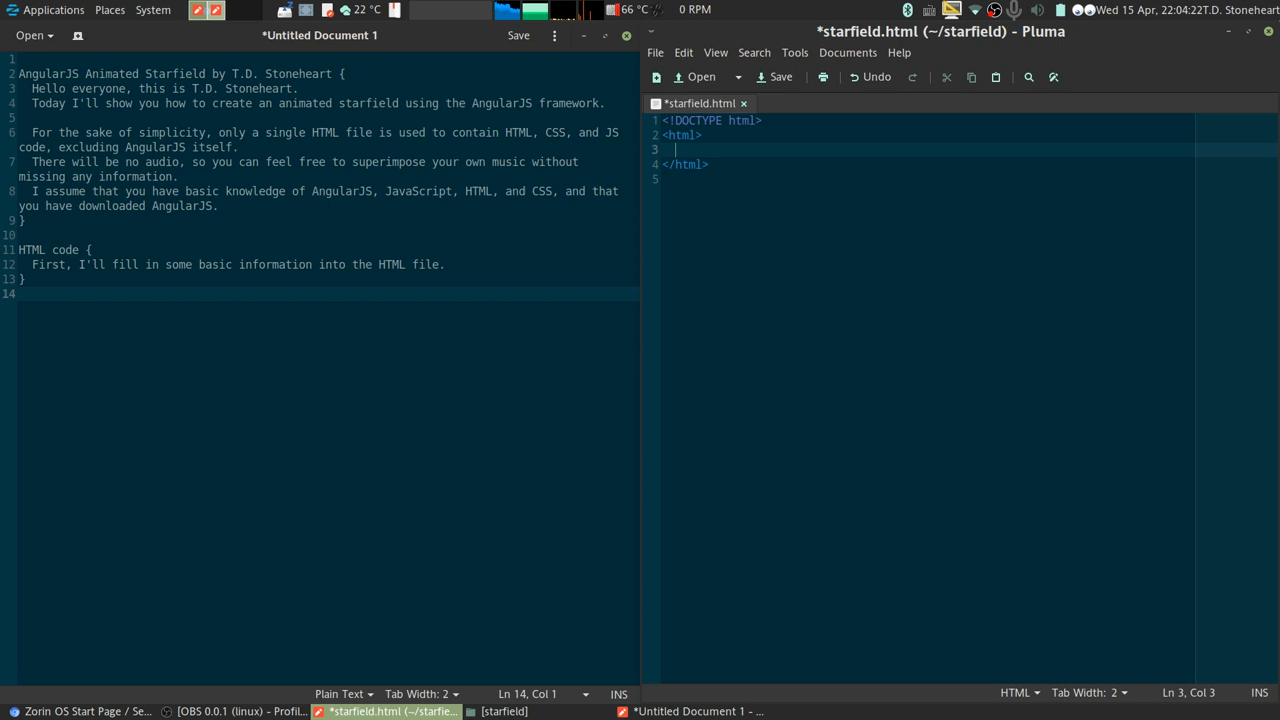 Applications Places System 22 °C 66 °C 0 RPM Wed 15 Apr, 22:04:22 T.D. Stoneheart
Open *Untitled Document 1 Save
1
2 AngularJS Animated Starfield by T.D. Stoneheart {
3 Hello everyone, this is T.D. Stoneheart.
4 Today I'll show you how to create an animated starfield using the AngularJS framework.
5
6 For the sake of simplicity, only a single HTML file is used to contain HTML, CSS, and JS
code, excluding AngularJS itself.
7 There will be no audio, so you can feel free to superimpose your own music without
missing any information.
8 I assume that you have basic knowledge of AngularJS, JavaScript, HTML, and CSS, and that
you have downloaded AngularJS.
9 }
10
11 HTML code {
12 First, I'll fill in some basic information into the HTML file.
13 }
14
Plain Text Tab Width: 2 Ln 14, Col 1 INS
*starfield.html (~/starfield) - Pluma
File Edit View Search Tools Documents Help
Open Save Undo
*starfield.html ×
1 <!DOCTYPE html>
2 <html>
3
4 </html>
5
HTML Tab Width: 2 Ln 3, Col 3 INS
Zorin OS Start Page / Se... [OBS 0.0.1 (linux) - Profil... *starfield.html (~/starfie... [starfield] *Untitled Document 1 - ...